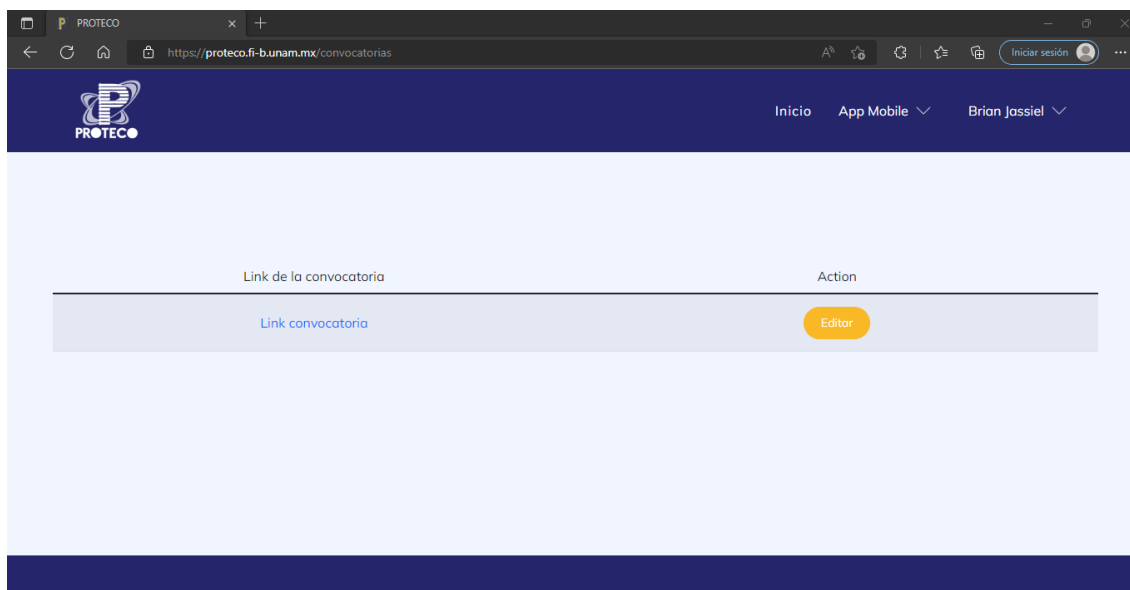 PROTECO
https://proteco.fi-b.unam.mx/convocatorias
Iniciar sesión
PROTECO
Inicio App Mobile Brian Jassiel
Link de la convocatoria Action
Link convocatoria Editar